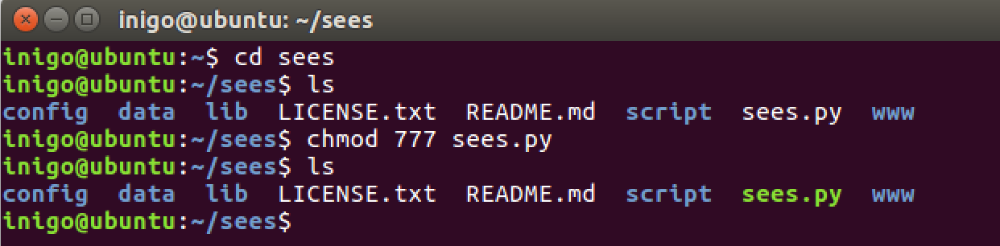 inigo@ubuntu: ~/sees
inigo@ubuntu:~$ cd sees
inigo@ubuntu:~/sees$ ls
config  data  lib  LICENSE.txt  README.md  script  sees.py  www
inigo@ubuntu:~/sees$ chmod 777 sees.py
inigo@ubuntu:~/sees$ ls
config  data  lib  LICENSE.txt  README.md  script  sees.py  www
inigo@ubuntu:~/sees$